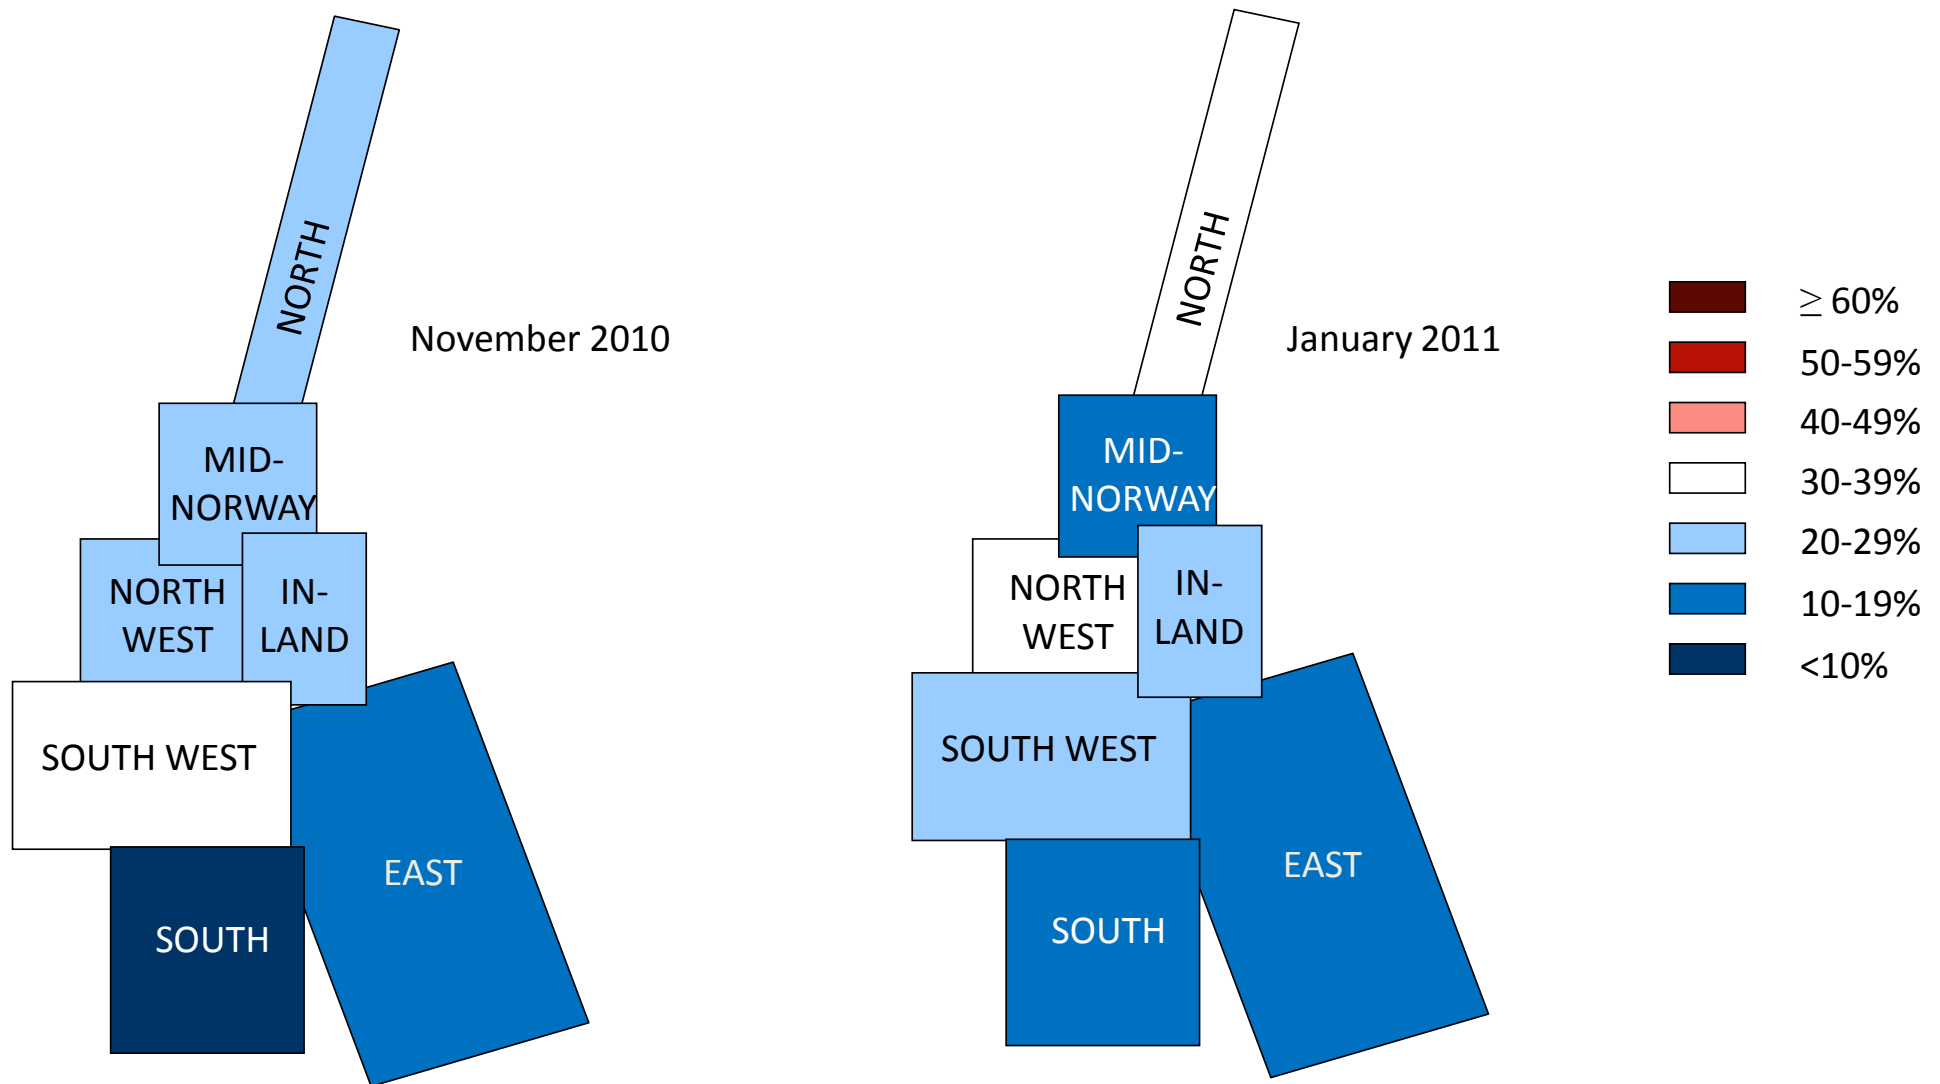 NORTH
November 2010
MID-
NORWAY
NORTH
WEST
IN-
LAND
SOUTH WEST
EAST
SOUTH
NORTH
January 2011
MID-
NORWAY
NORTH
WEST
IN-
LAND
SOUTH WEST
EAST
SOUTH
≥ 60%
50-59%
40-49%
30-39%
20-29%
10-19%
<10%